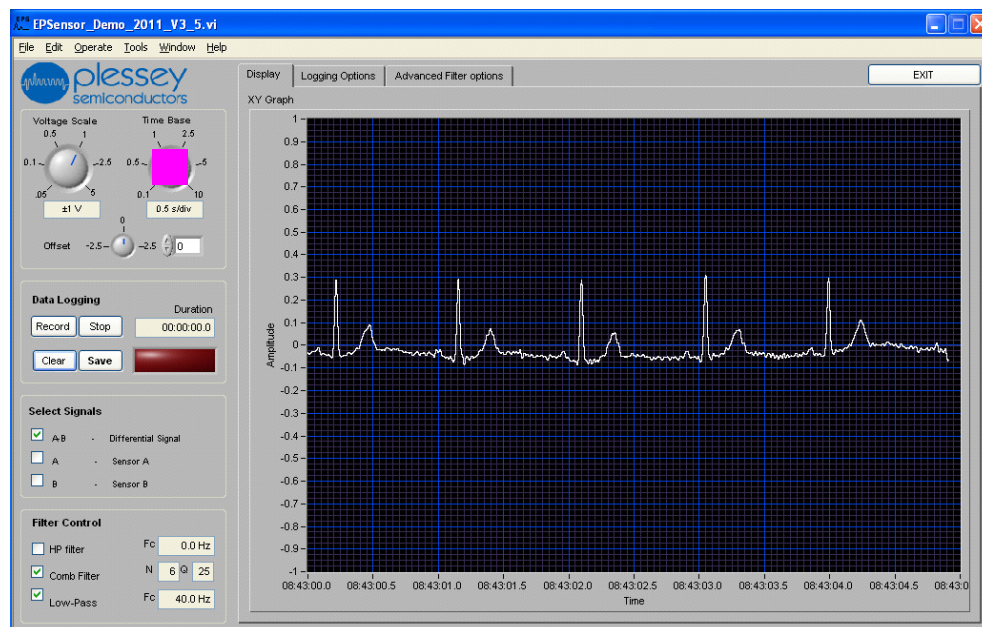 EPSensor_Demo_2011_V3_5.vi
File Edit Operate Tools Window Help
plessey
semiconductors
Display Logging Options Advanced Filter options EXIT
XY Graph
Voltage Scale
0.5 1
0.1 2.5
.05 5
±1 V
Time Base
1 2.5
0.5 5
0.1 10
0.5 s/div
0
Offset -2.5 2.5 0
Data Logging
Duration
Record Stop 00:00:00.0
Clear Save
Select Signals
A-B - Differential Signal
A - Sensor A
B - Sensor B
Filter Control
HP filter Fc 0.0 Hz
Comb Filter N 6 Q 25
Low-Pass Fc 40.0 Hz
Amplitude
1
0.9
0.8
0.7
0.6
0.5
0.4
0.3
0.2
0.1
0
-0.1
-0.2
-0.3
-0.4
-0.5
-0.6
-0.7
-0.8
-0.9
-1
08:43:00.0 08:43:00.5 08:43:01.0 08:43:01.5 08:43:02.0 08:43:02.5 08:43:03.0 08:43:03.5 08:43:04.0 08:43:04.5 08:43:0
Time